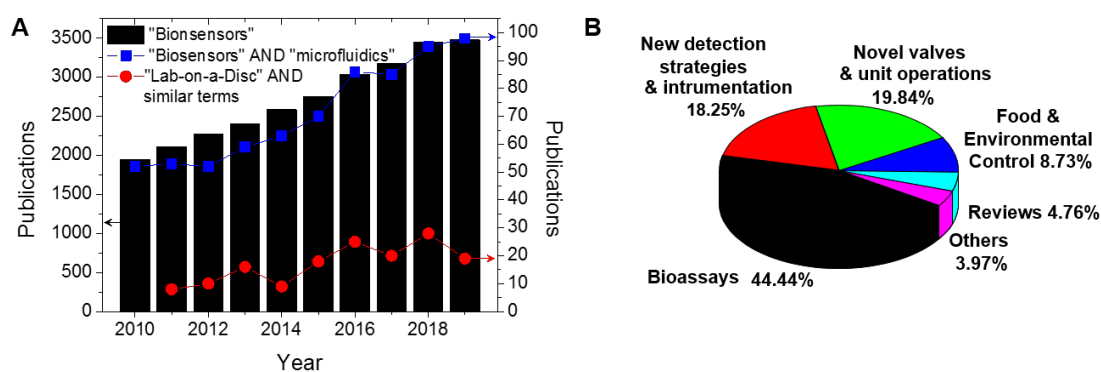 A
"Bionsensors"
"Biosensors" AND "microfluidics"
"Lab-on-a-Disc" AND
similar terms
Publications
3500
3000
2500
2000
1500
1000
500
0
100
90
80
70
60
50
40
30
20
10
0
Publications
2010 2012 2014 2016 2018
Year
B
New detection
strategies
& intrumentation
18.25%
Novel valves
& unit operations
19.84%
Food &
Environmental
Control 8.73%
Reviews 4.76%
Others
3.97%
Bioassays 44.44%